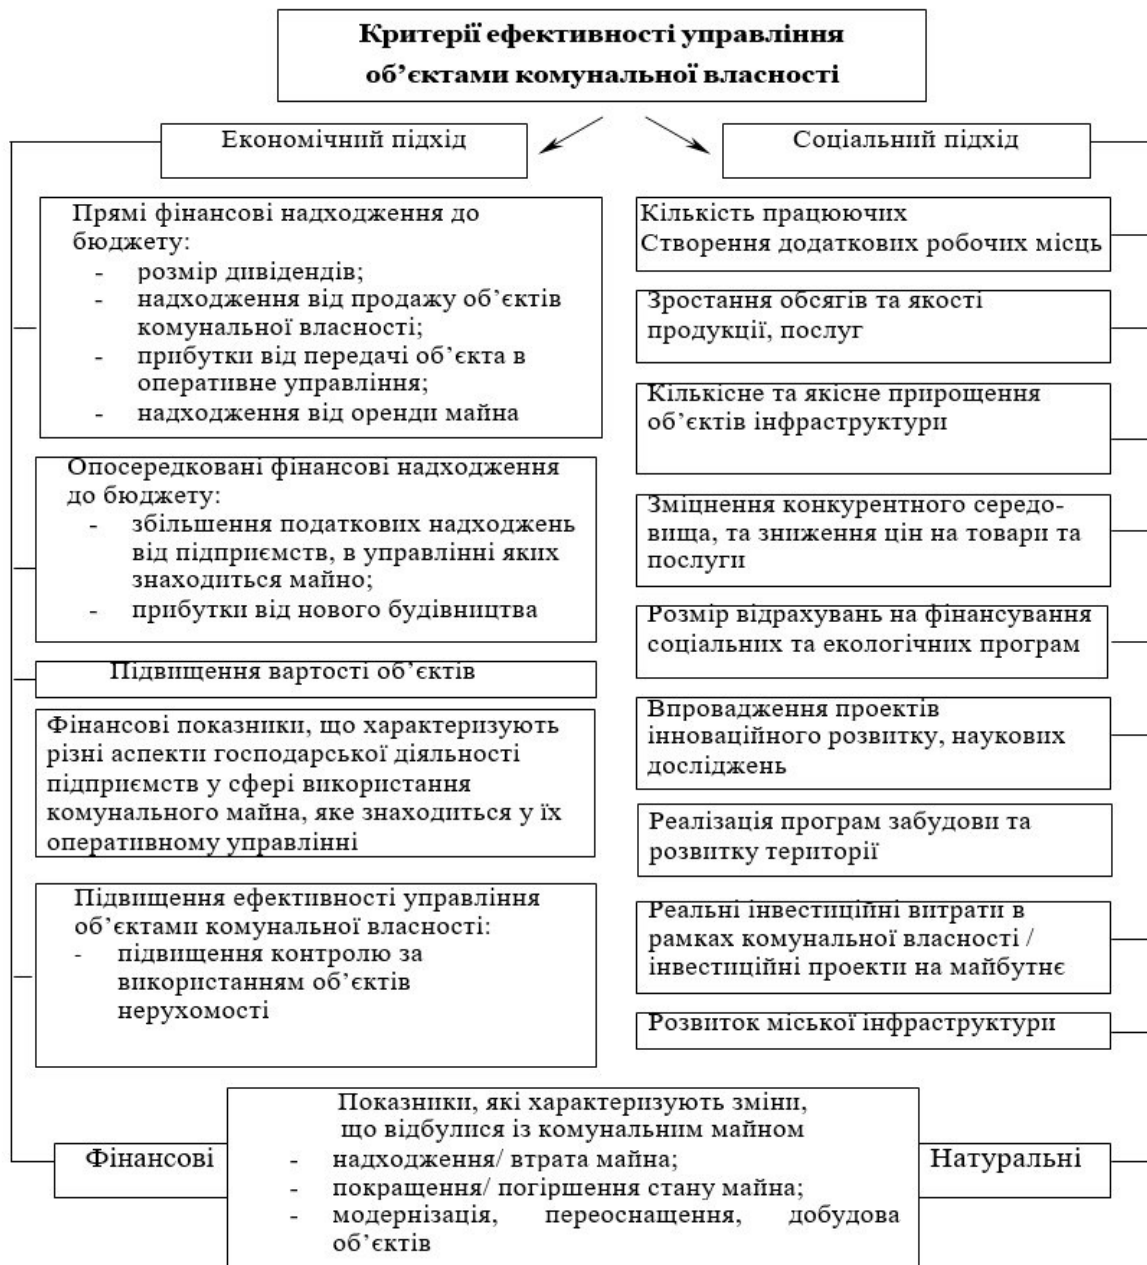 Критерії ефективності управління
об’єктами комунальної власності
Економічний підхід
Прямі фінансові надходження до
бюджету:
- розмір дивідендів;
- надходження від продажу об’єктів
комунальної власності;
- прибутки від передачі об’єкта в
оперативне управління;
- надходження від оренди майна
Опосередковані фінансові надходження
до бюджету:
- збільшення податкових надходжень
від підприємств, в управлінні яких
знаходиться майно;
- прибутки від нового будівництва
Підвищення вартості об’єктів
Фінансові показники, що характеризують
різні аспекти господарської діяльності
підприємств у сфері використання
комунального майна, яке знаходиться у їх
оперативному управлінні
Підвищення ефективності управління
об’єктами комунальної власності:
- підвищення контролю за
використанням об’єктів
нерухомості
Соціальний підхід
Кількість працюючих
Створення додаткових робочих місць
Зростання обсягів та якості
продукції, послуг
Кількісне та якісне прирощення
об’єктів інфраструктури
Зміцнення конкурентного середо-
вища, та зниження цін на товари та
послуги
Розмір відрахувань на фінансування
соціальних та екологічних програм
Впровадження проектів
інноваційного розвитку, наукових
досліджень
Реалізація програм забудови та
розвитку території
Реальні інвестиційні витрати в
рамках комунальної власності /
інвестиційні проекти на майбутнє
Розвиток міської інфраструктури
Фінансові
Показники, які характеризують зміни,
що відбулися із комунальним майном
- надходження/ втрата майна;
- покращення/ погіршення стану майна;
- модернізація, переоснащення, добудова
об’єктів
Натуральні